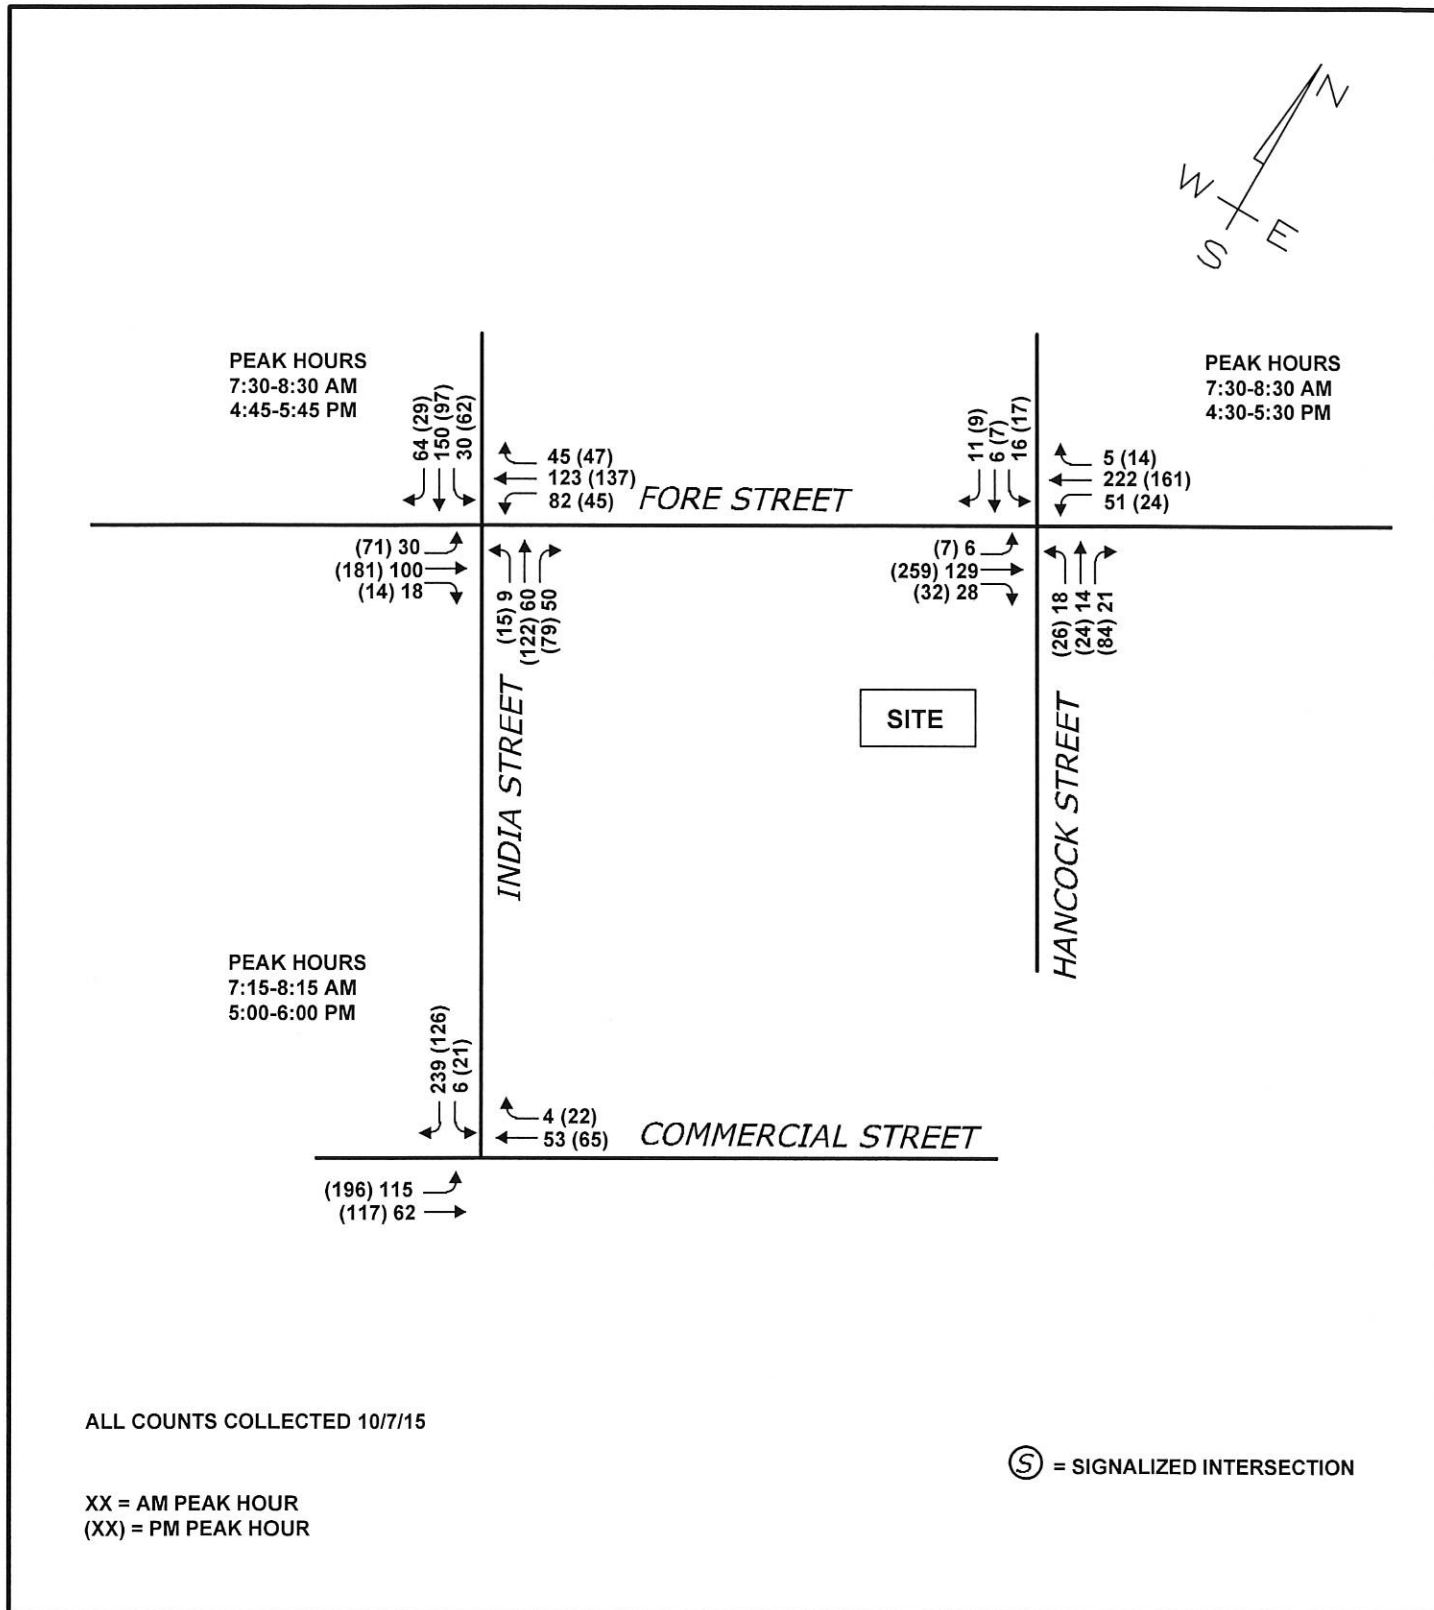 N
W
E
S
PEAK HOURS
7:30-8:30 AM
4:45-5:45 PM
64 (29)
150 (97)
30 (62)
45 (47)
123 (137)
82 (45)
FORE STREET
11 (9)
6 (7)
16 (17)
PEAK HOURS
7:30-8:30 AM
4:30-5:30 PM
5 (14)
222 (161)
51 (24)
(71) 30
(181) 100
(14) 18
(15) 9
(122) 60
(79) 50
(7) 6
(259) 129
(32) 28
(26) 18
(24) 14
(84) 21
SITE
INDIA STREET
HANCOCK STREET
PEAK HOURS
7:15-8:15 AM
5:00-6:00 PM
239 (126)
6 (21)
4 (22)
53 (65)
COMMERCIAL STREET
(196) 115
(117) 62
ALL COUNTS COLLECTED 10/7/15
S = SIGNALIZED INTERSECTION
XX = AM PEAK HOUR
(XX) = PM PEAK HOUR